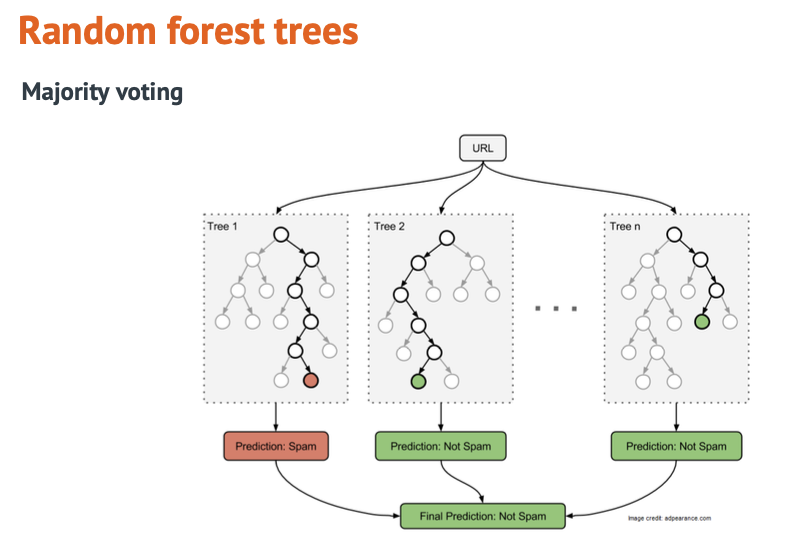 Random forest trees
Majority voting
URL
Tree 1
Tree 2
Tree n
Prediction: Spam
Prediction: Not Spam
Prediction: Not Spam
Final Prediction: Not Spam
Image credit: adpearance.com